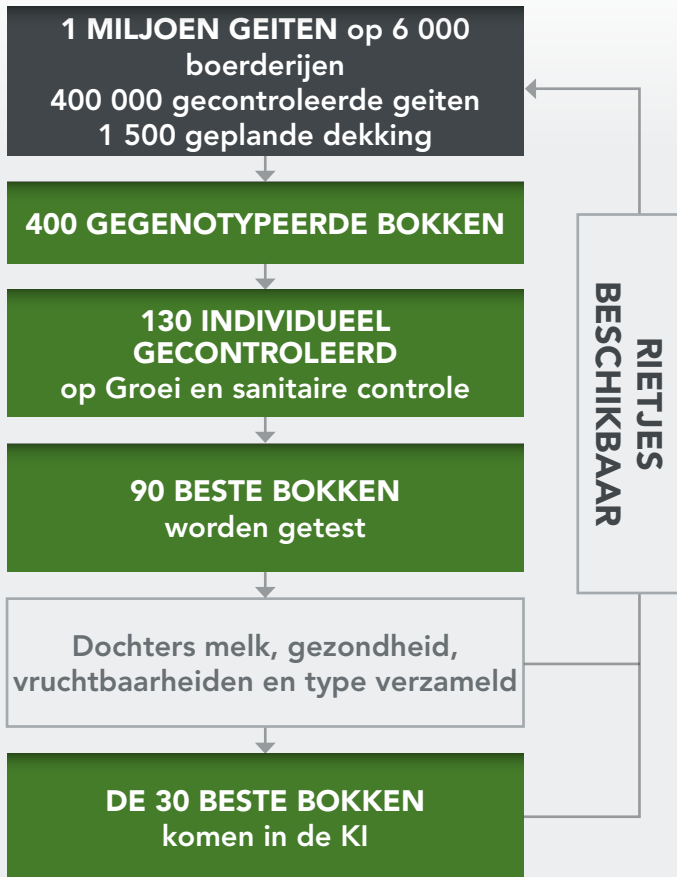 1 MILJOEN GEITEN op 6 000
boerderijen
400 000 gecontroleerde geiten
1 500 geplande dekking
400 GEGENOTYPEERDE BOKKEN
130 INDIVIDUEEL
GECONTROLEERD
op Groei en sanitaire controle
90 BESTE BOKKEN
worden getest
Dochters melk, gezondheid,
vruchtbaarheiden en type verzameld
DE 30 BESTE BOKKEN
komen in de KI
RIETJES
BESCHIKBAAR